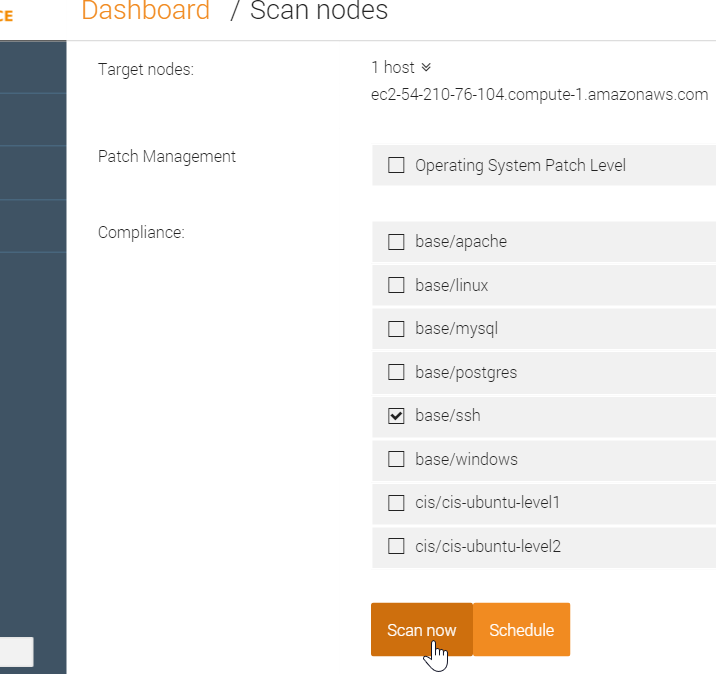 CE
Dashboard / Scan nodes
Target nodes:
1 host
ec2-54-210-76-104.compute-1.amazonaws.com
Patch Management
Operating System Patch Level
Compliance:
base/apache
base/linux
base/mysql
base/postgres
base/ssh
base/windows
cis/cis-ubuntu-level1
cis/cis-ubuntu-level2
Scan now
Schedule